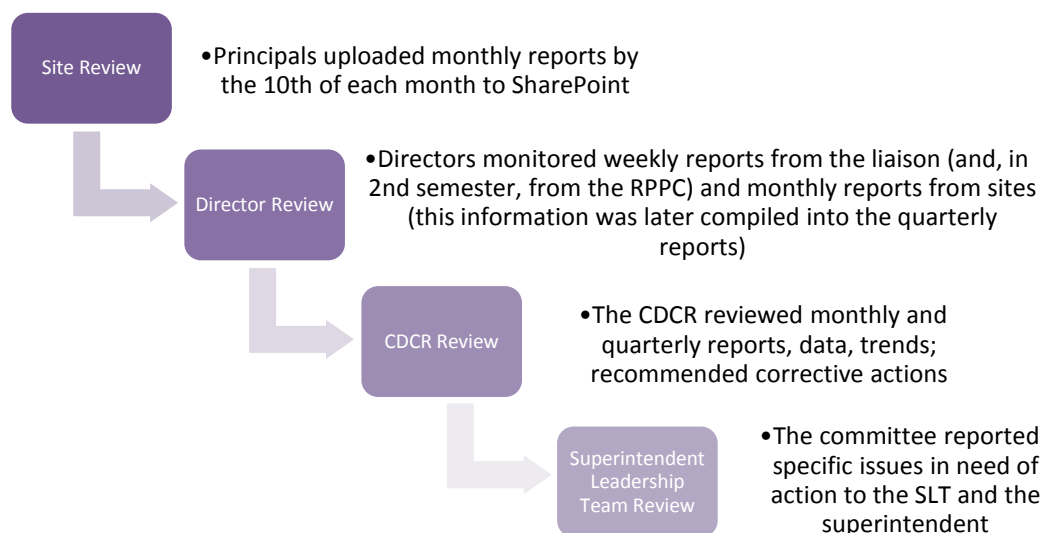 Site Review
•Principals uploaded monthly reports by
the 10th of each month to SharePoint
Director Review
•Directors monitored weekly reports from the liaison (and, in
2nd semester, from the RPPC) and monthly reports from sites
(this information was later compiled into the quarterly
reports)
CDCR Review
•The CDCR reviewed monthly and
quarterly reports, data, trends;
recommended corrective actions
Superintendent
Leadership
Team Review
•The committee reported
specific issues in need of
action to the SLT and the
superintendent